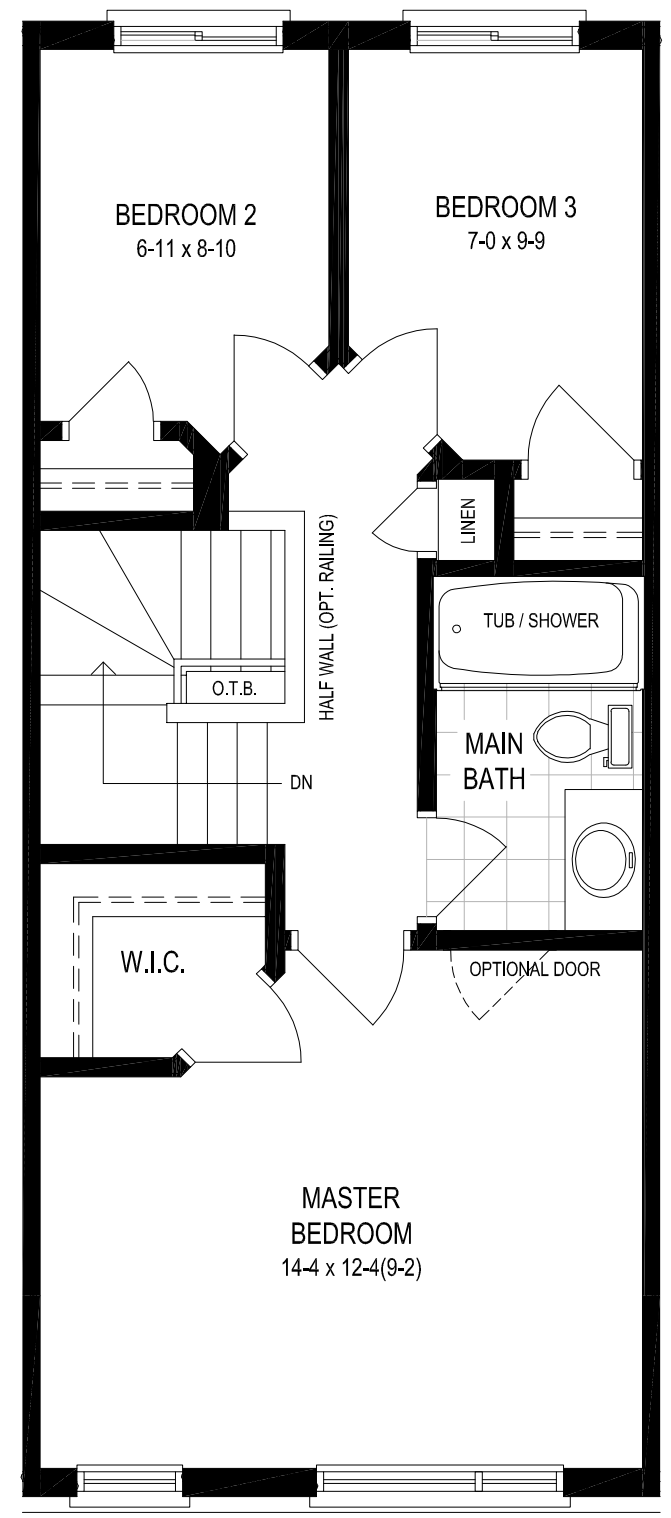 BEDROOM 2
6-11 x 8-10
BEDROOM 3
7-0 x 9-9
LINEN
HALF WALL (OPT. RAILING)
TUB / SHOWER
O.T.B.
MAIN
BATH
DN
W.I.C.
OPTIONAL DOOR
MASTER
BEDROOM
14-4 x 12-4(9-2)